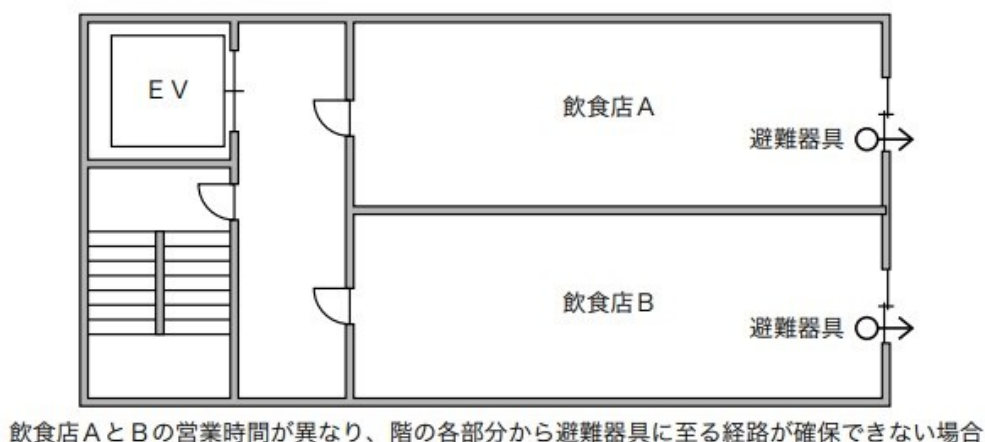 EV
飲食店A
避難器具
飲食店B
避難器具
飲食店AとBの営業時間が異なり、階の各部分から避難器具に至る経路が確保できない場合